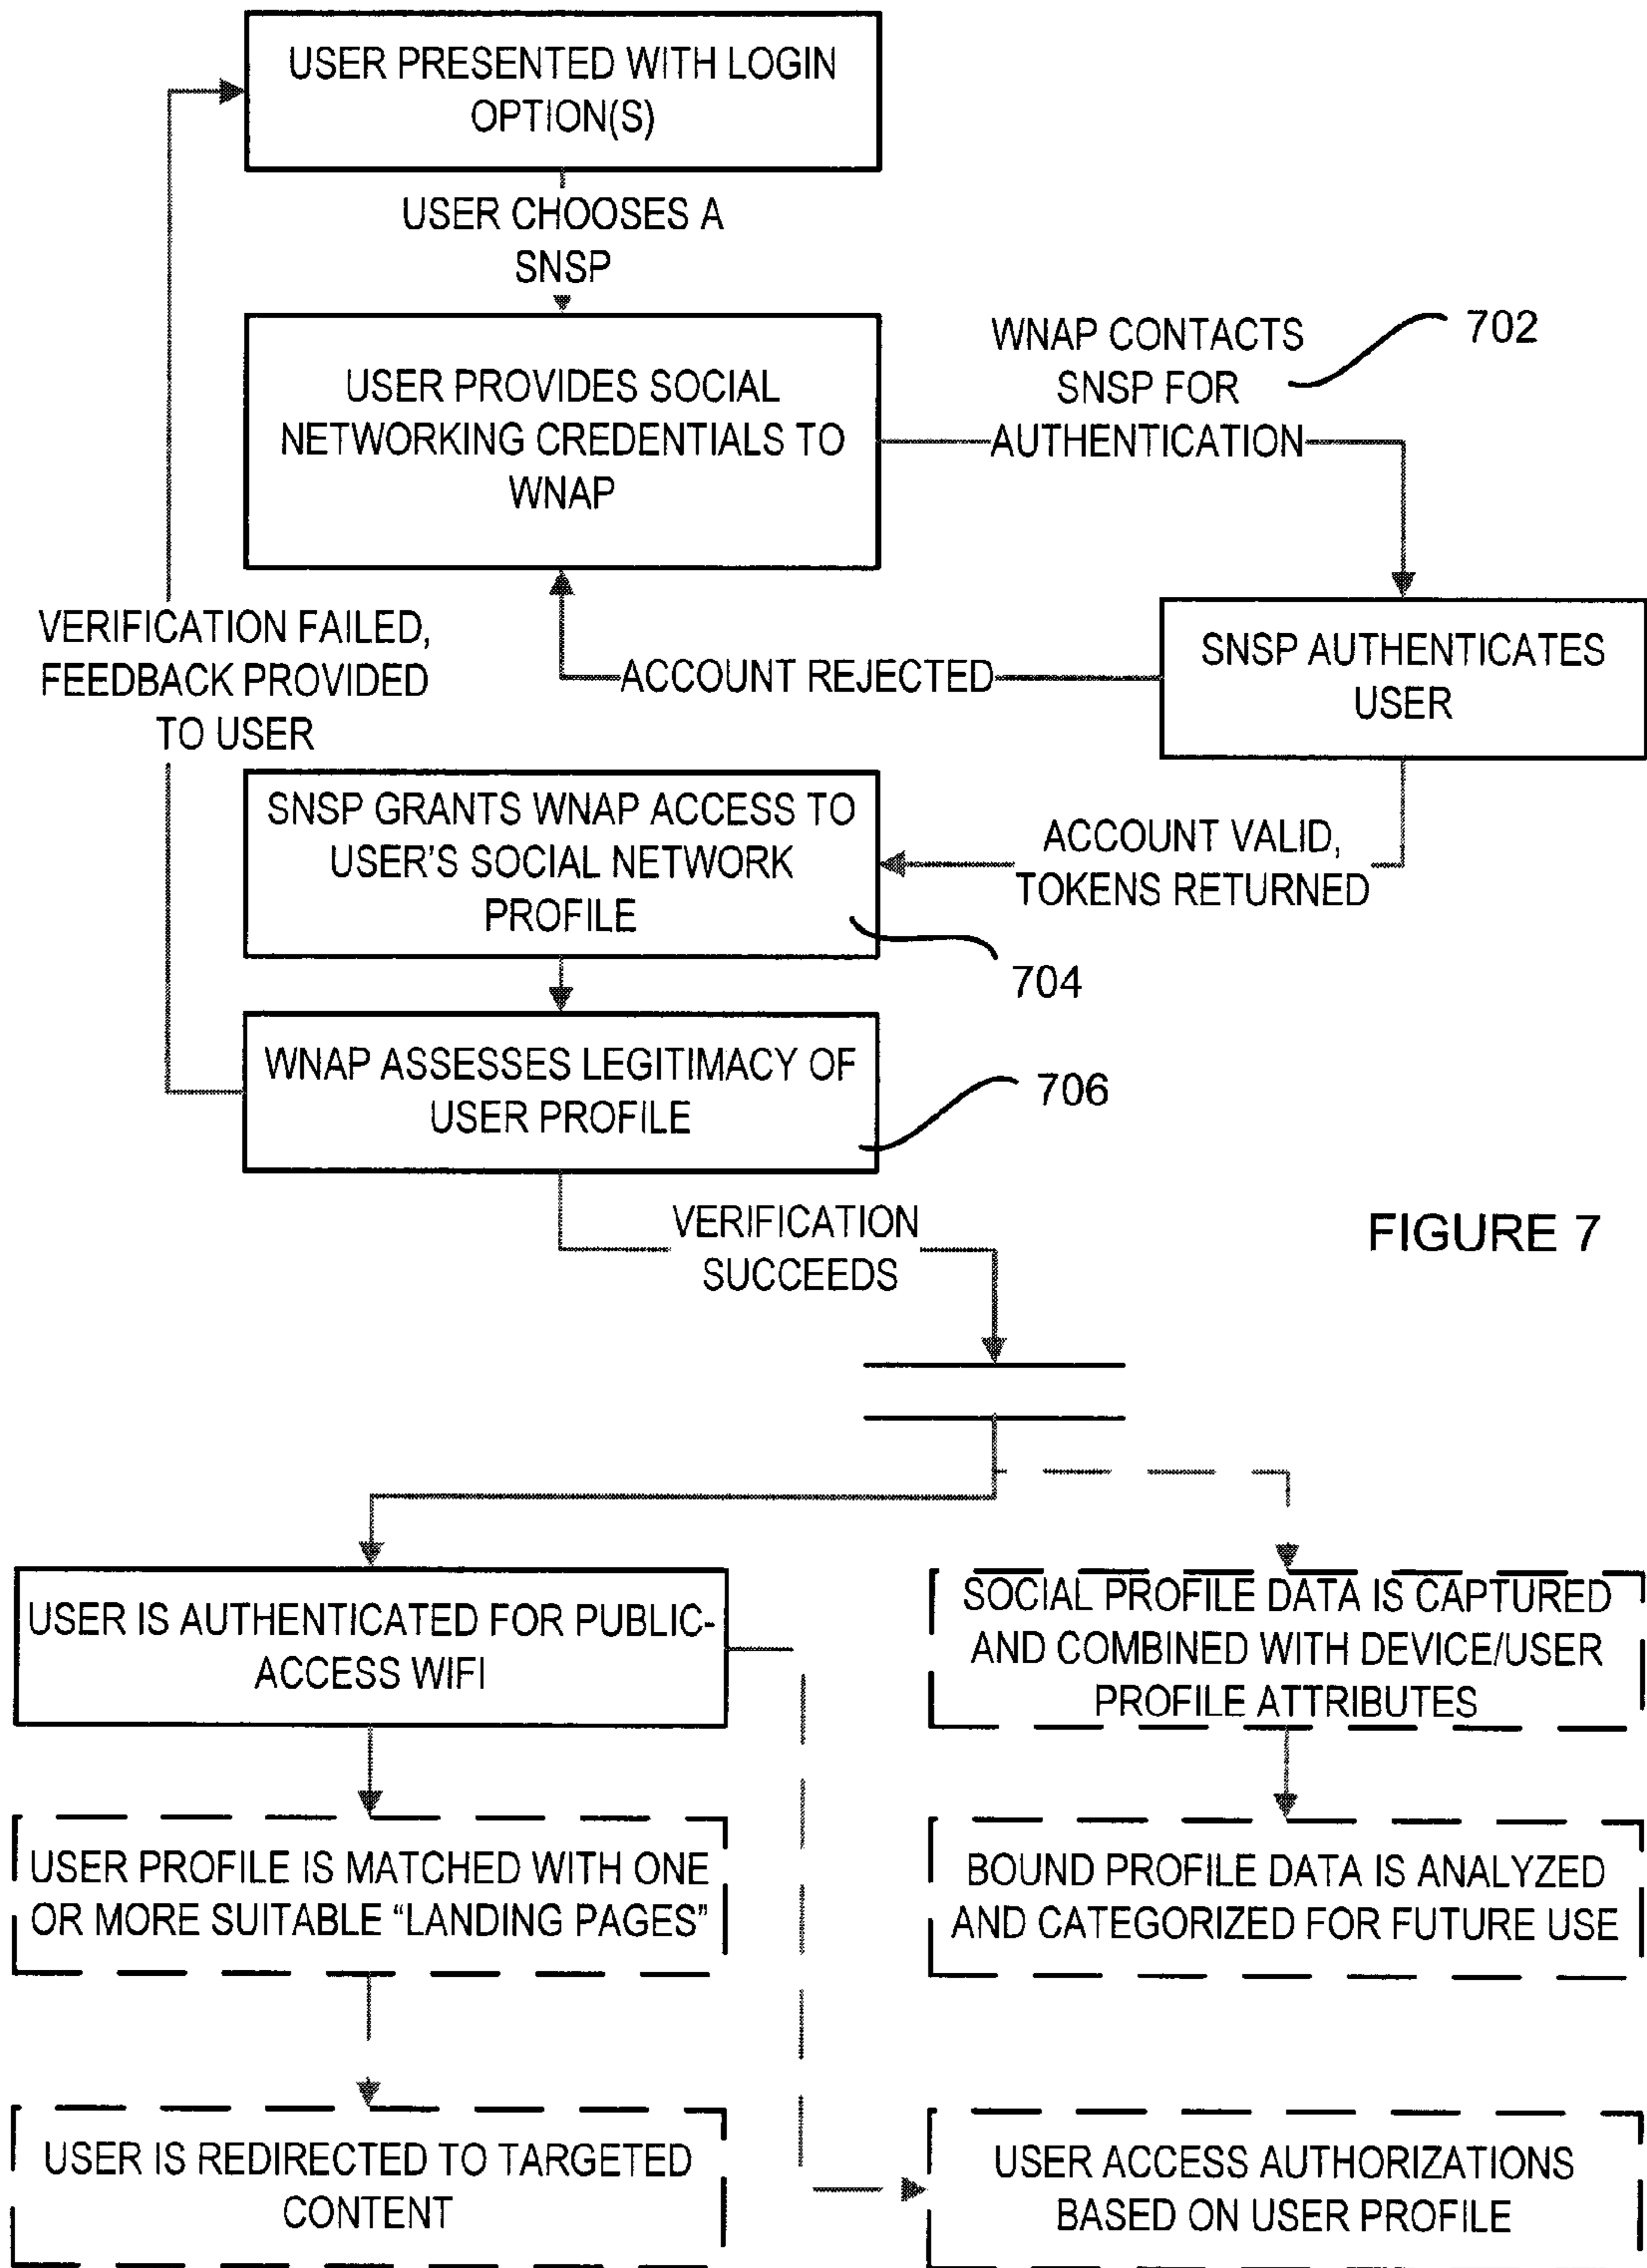 USER PRESENTED WITH LOGIN
OPTION(S)
USER CHOOSES A
SNSP
WNAP CONTACTS
SNSP FOR
AUTHENTICATION
702
USER PROVIDES SOCIAL
NETWORKING CREDENTIALS TO
WNAP
VERIFICATION FAILED,
FEEDBACK PROVIDED
TO USER
ACCOUNT REJECTED
SNSP AUTHENTICATES
USER
SNSP GRANTS WNAP ACCESS TO
USER'S SOCIAL NETWORK
PROFILE
ACCOUNT VALID,
TOKENS RETURNED
704
WNAP ASSESSES LEGITIMACY OF
USER PROFILE
706
VERIFICATION
SUCCEEDS
FIGURE 7
USER IS AUTHENTICATED FOR PUBLIC-
ACCESS WIFI
SOCIAL PROFILE DATA IS CAPTURED
AND COMBINED WITH DEVICE/USER
PROFILE ATTRIBUTES
USER PROFILE IS MATCHED WITH ONE
OR MORE SUITABLE “LANDING PAGES”
BOUND PROFILE DATA IS ANALYZED
AND CATEGORIZED FOR FUTURE USE
USER IS REDIRECTED TO TARGETED
CONTENT
USER ACCESS AUTHORIZATIONS
BASED ON USER PROFILE